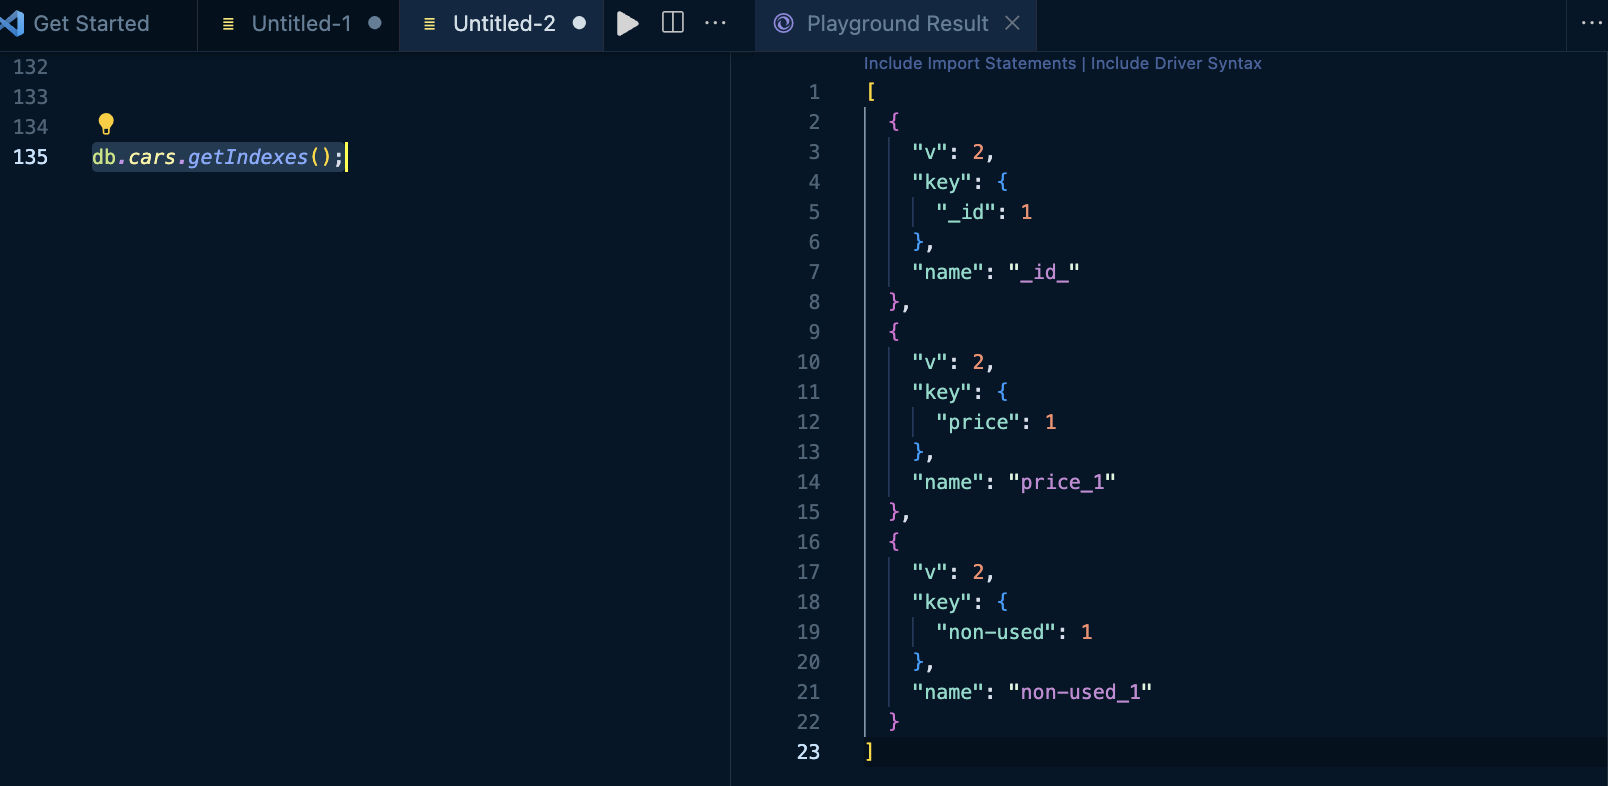 Get Started
Untitled-1
Untitled-2
Playground Result
132
133
134
135 db.cars.getIndexes();
Include Import Statements | Include Driver Syntax
1 [
2 {
3 "v": 2,
4 "key": {
5 "_id": 1
6 },
7 "name": "_id_"
8 },
9 {
10 "v": 2,
11 "key": {
12 "price": 1
13 },
14 "name": "price_1"
15 },
16 {
17 "v": 2,
18 "key": {
19 "non-used": 1
20 },
21 "name": "non-used_1"
22 }
23 ]